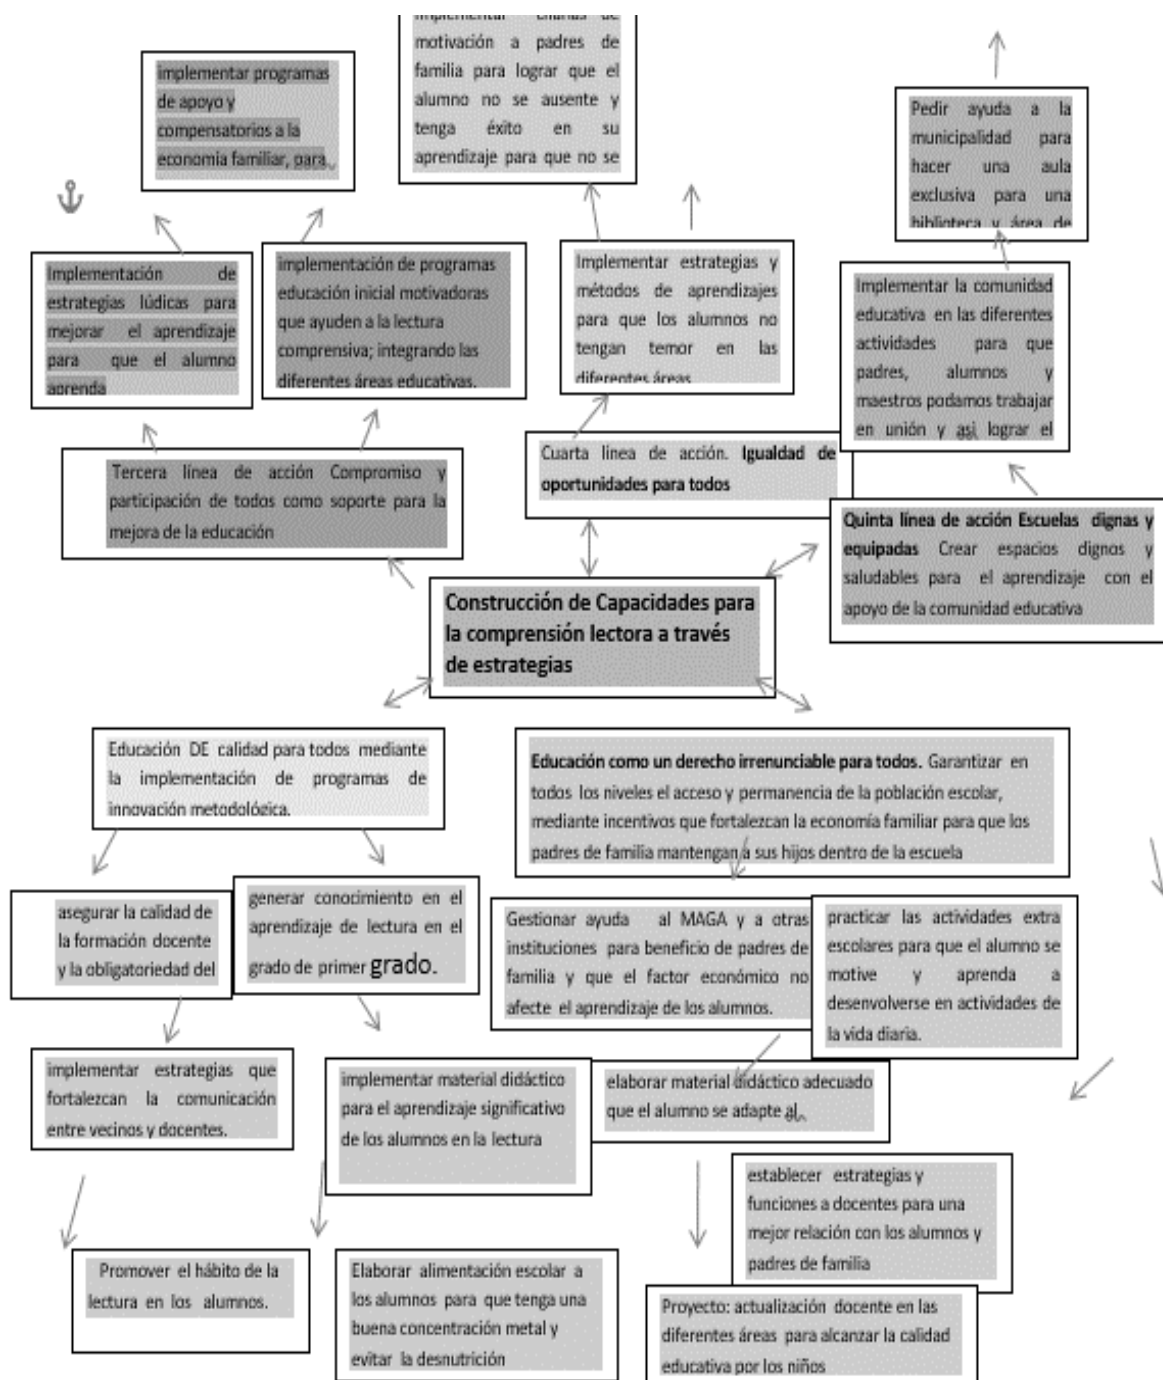 implementar programas
de apoyo y
compensatorios a la
economía familiar, para
Implementar charlas de
motivación a padres de
familia para lograr que el
alumno no se ausente y
tenga éxito en su
aprendizaje para que no se
Pedir ayuda a la
municipalidad para
hacer una aula
exclusiva para una
biblioteca y área de
Implementación de
estrategias lúdicas para
mejorar el aprendizaje
para que el alumno
aprenda
implementación de programas
educación inicial motivadoras
que ayuden a la lectura
comprensiva; integrando las
diferentes áreas educativas.
Implementar estrategias y
métodos de aprendizajes
para que los alumnos no
tengan temor en las
diferentes áreas
Implementar la comunidad
educativa en las diferentes
actividades para que
padres, alumnos y
maestros podamos trabajar
en unión y asi lograr el
Tercera línea de acción Compromiso y
participación de todos como soporte para la
mejora de la educación
Cuarta línea de acción. Igualdad de
oportunidades para todos
Quinta línea de acción Escuelas dignas y
equipadas Crear espacios dignos y
saludables para el aprendizaje con el
apoyo de la comunidad educativa
Construcción de Capacidades para
la comprensión lectora a través
de estrategias
Educación DE calidad para todos mediante
la implementación de programas de
innovación metodológica.
Educación como un derecho irrenunciable para todos. Garantizar en
todos los niveles el acceso y permanencia de la población escolar,
mediante incentivos que fortalezcan la economía familiar para que los
padres de familia mantengan a sus hijos dentro de la escuela
asegurar la calidad de
la formación docente
y la obligatoriedad del
generar conocimiento en el
aprendizaje de lectura en el
grado de primer grado.
Gestionar ayuda al MAGA y a otras
instituciones para beneficio de padres de
familia y que el factor económico no
afecte el aprendizaje de los alumnos.
practicar las actividades extra
escolares para que el alumno se
motive y aprenda a
desenvolverse en actividades de
la vida diaria.
implementar estrategias que
fortalezcan la comunicación
entre vecinos y docentes.
implementar material didáctico
para el aprendizaje significativo
de los alumnos en la lectura
elaborar material didáctico adecuado
que el alumno se adapte al
establecer estrategias y
funciones a docentes para una
mejor relación con los alumnos y
padres de familia
Promover el hábito de la
lectura en los alumnos.
Elaborar alimentación escolar a
los alumnos para que tenga una
buena concentración metal y
evitar la desnutrición
Proyecto: actualización docente en las
diferentes áreas para alcanzar la calidad
educativa por los niños